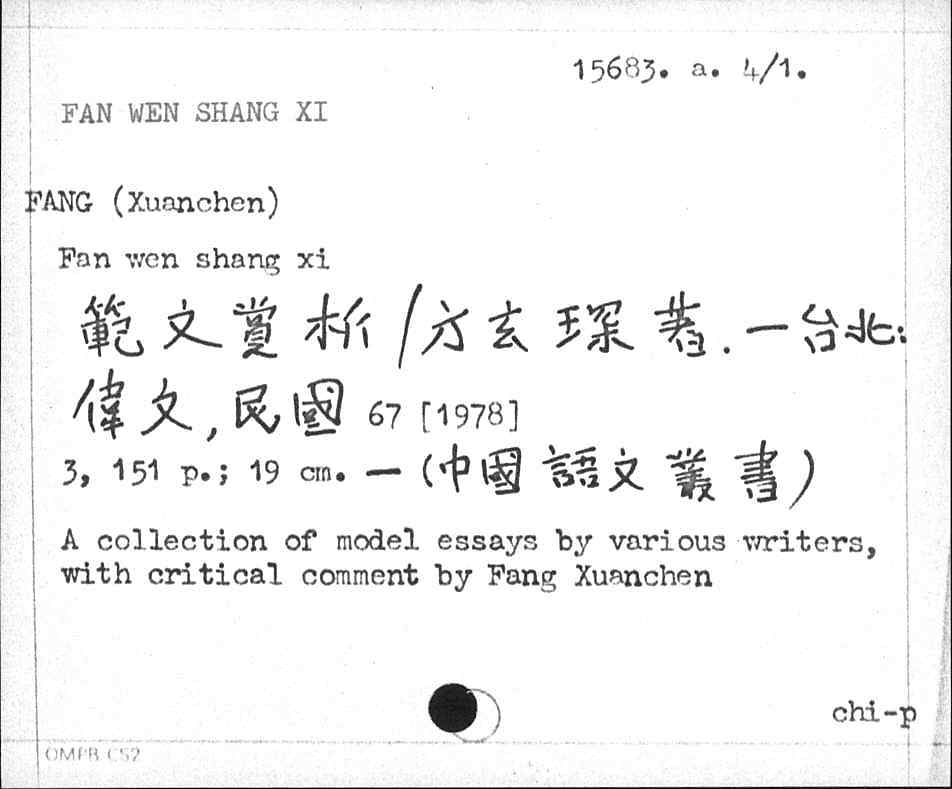 15683. a. 4/1.
FAN WEN SHANG XI
FANG (Xuanchen)
Fan wen shang xi
範文賞析/方玄琛著.—台北:
偉文,民國 67 [1978]
3, 151 p.; 19 cm. —(中國語文叢書)
A collection of model essays by various writers,
with critical comment by Fang Xuanchen
chi-p
OMPB C52